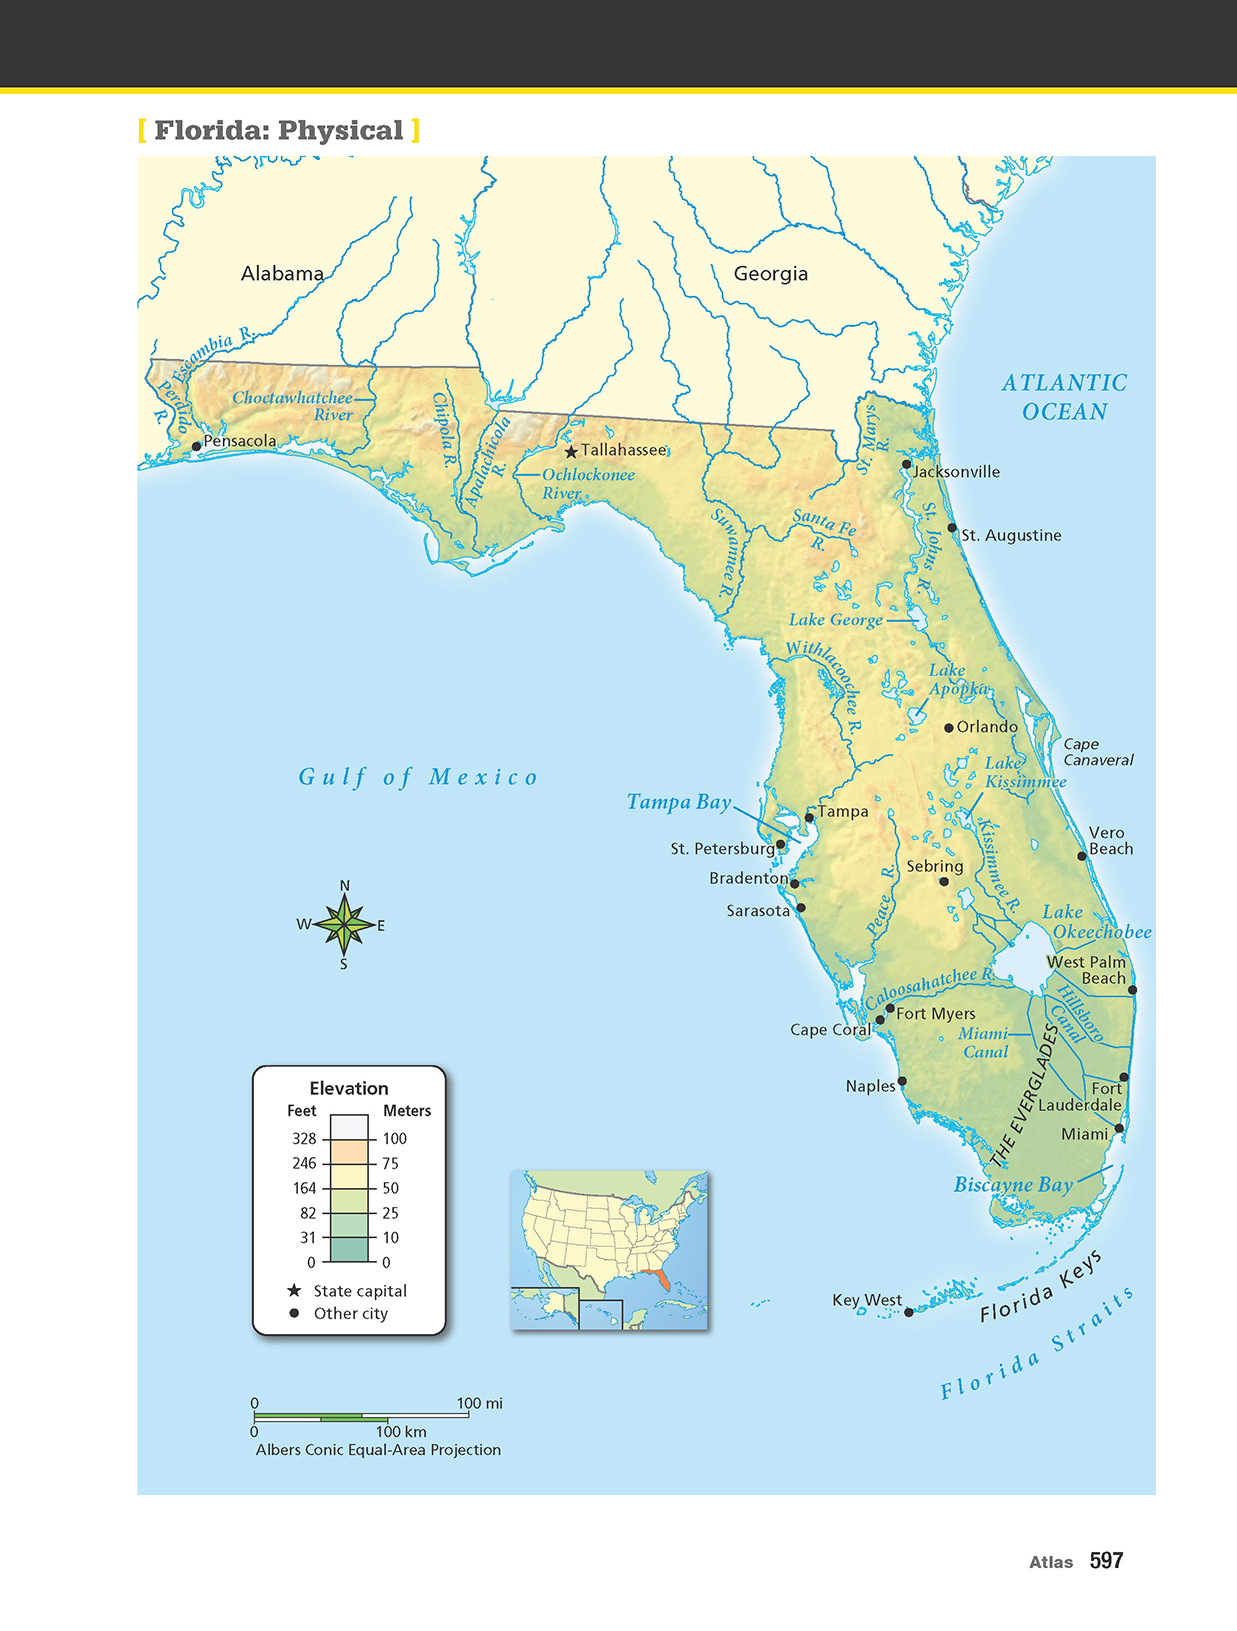 [ Florida: Physical ]
Alabama
Georgia
Escambia R.
Perdido
R.
Choctawhatchee
River
Chipola R.
Apalachicola
R.
Pensacola
Tallahassee
Ochlockonee
River
St. Marys
R.
ATLANTIC
OCEAN
Jacksonville
St. Augustine
St. Johns R.
Suwannee R.
Santa Fe
R.
Lake George
Withlacoochee R.
Lake
Apopka
Orlando
Cape
Canaveral
Lake
Kissimmee
Gulf of Mexico
Tampa Bay
Tampa
St. Petersburg
Bradenton
Sarasota
Vero
Beach
Sebring
Kissimmee R.
Peace R.
Lake
Okeechobee
West Palm
Beach
Caloosahatchee R.
Fort Myers
Cape Coral
Hillsboro
Canal
Miami
Canal
THE EVERGLADES
Naples
Fort
Lauderdale
Miami
Biscayne Bay
Key West
Florida Keys
Florida Straits
N
W
E
S
Elevation
Feet Meters
328 100
246 75
164 50
82 25
31 10
0 0
State capital
Other city
0 100 mi
0 100 km
Albers Conic Equal-Area Projection
Atlas 597